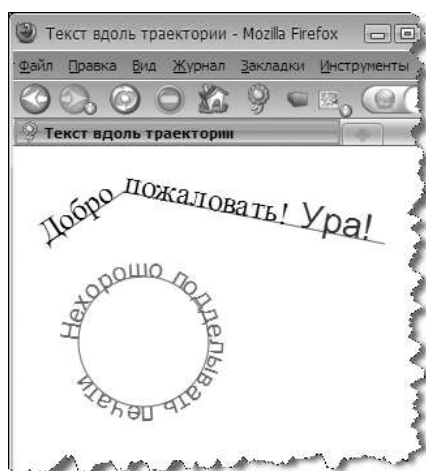 Текст вдоль траектории - Mozilla Firefox
Файл Правка Вид Журнал Закладки Инструменты
Текст вдоль траектории
Добро пожаловать! Ура!
Нехорошо подделывать печати